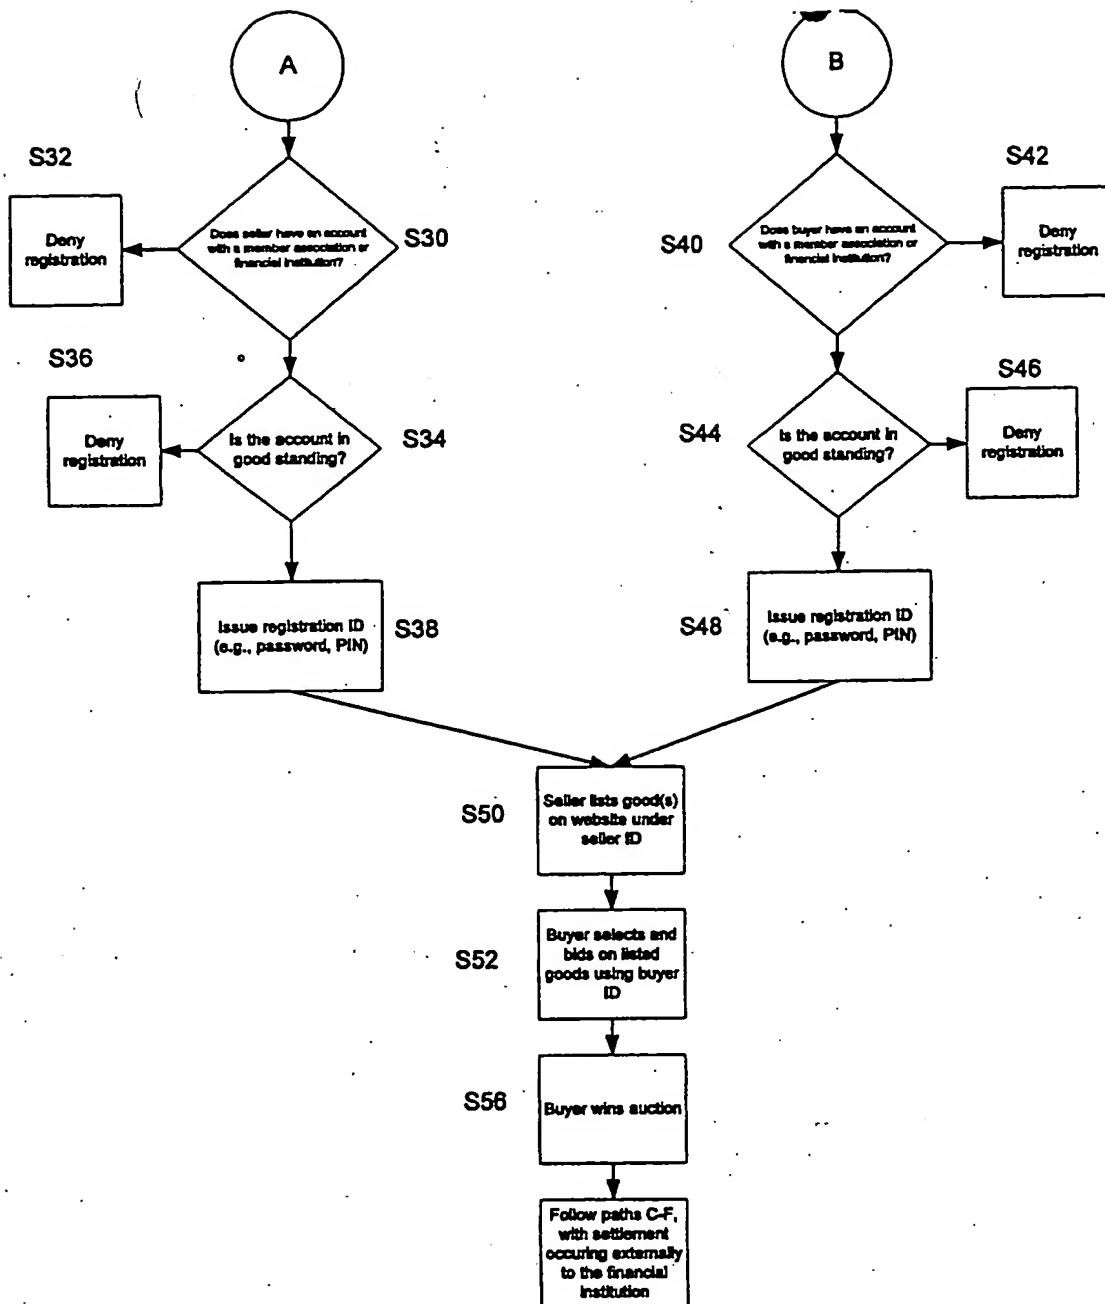 A
B
S32
S42
Deny
registration
Does seller have an account
with a member association or
financial institution?
S30
S40
Does buyer have an account
with a member association or
financial institution?
Deny
registration
S36
S46
Deny
registration
Is the account in
good standing?
S34
S44
Is the account in
good standing?
Deny
registration
Issue registration ID
(e.g., password, PIN)
S38
S48
Issue registration ID
(e.g., password, PIN)
S50
Seller lists good(s)
on website under
seller ID
S52
Buyer selects and
bids on listed
goods using buyer
ID
S56
Buyer wins auction
Follow paths C-F,
with settlement
occuring externally
to the financial
institution